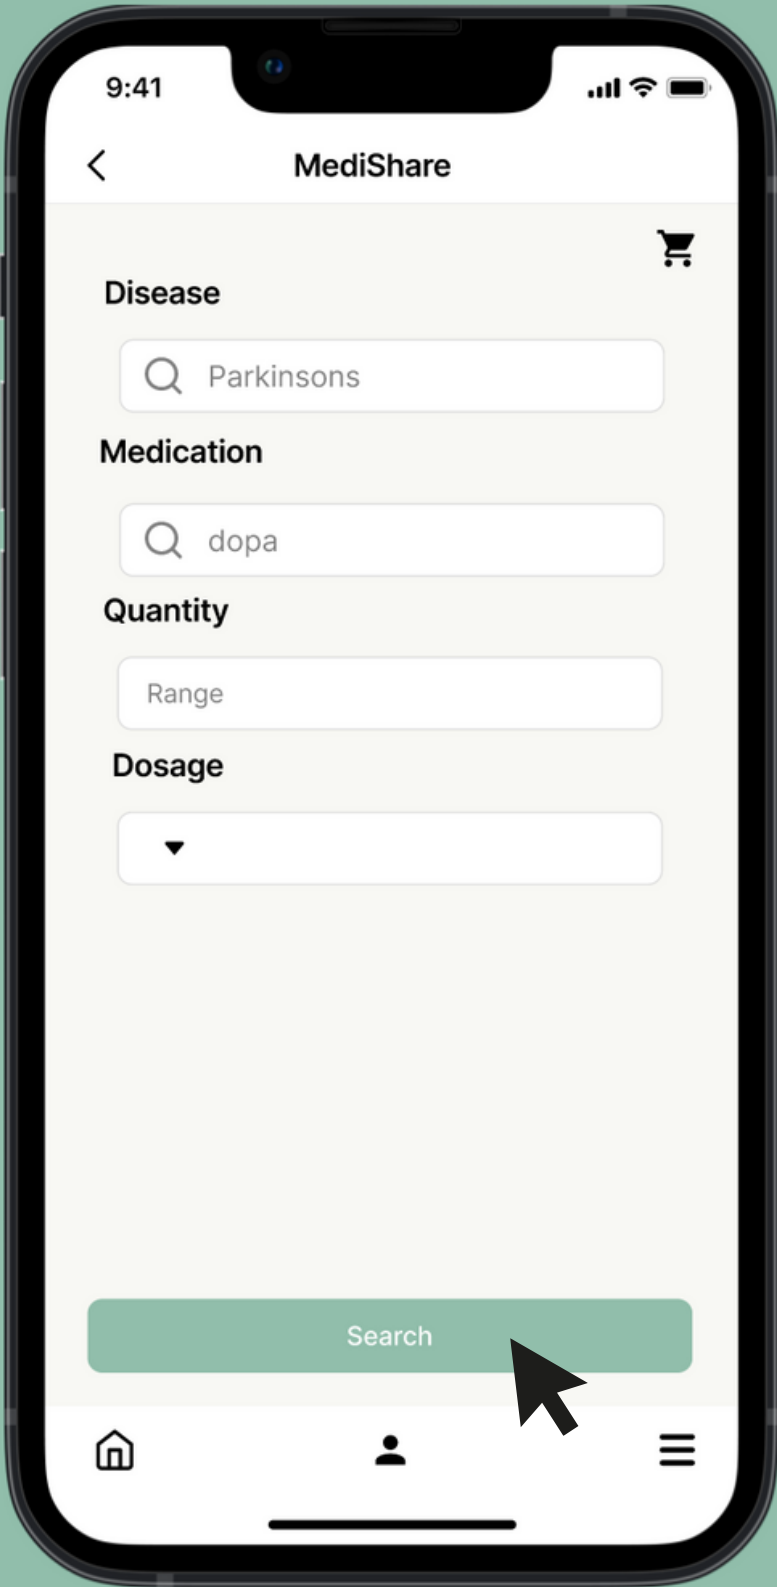 9:41
MediShare
Disease
Parkinsons
Medication
dopa
Quantity
Range
Dosage
Search